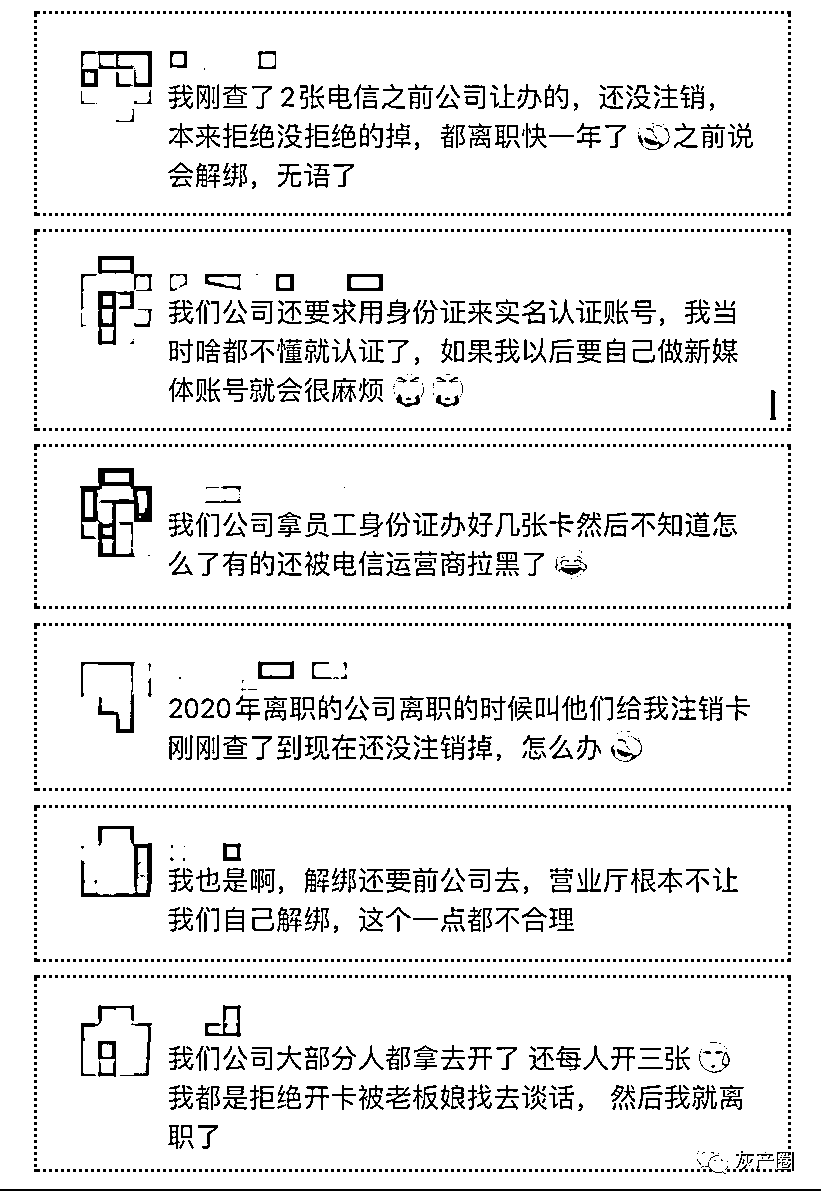 我刚查了2张电信之前公司让办的，还没注销，
本来拒绝没拒绝的掉，都离职快一年了 之前说
会解绑，无语了
我们公司还要求用身份证来实名认证账号，我当
时啥都不懂就认证了，如果我以后要自己做新媒
体账号就会很麻烦
我们公司拿员工身份证办好几张卡然后不知道怎
么了有的还被电信运营商拉黑了
2020年离职的公司离职的时候叫他们给我注销卡
刚刚查了到现在还没注销掉，怎么办
我也是啊，解绑还要前公司去，营业厅根本不让
我们自己解绑，这个一点都不合理
我们公司大部分人都拿去开了 还每人开三张
我都是拒绝开卡被老板娘找去谈话， 然后我就离
职了
灰产圈